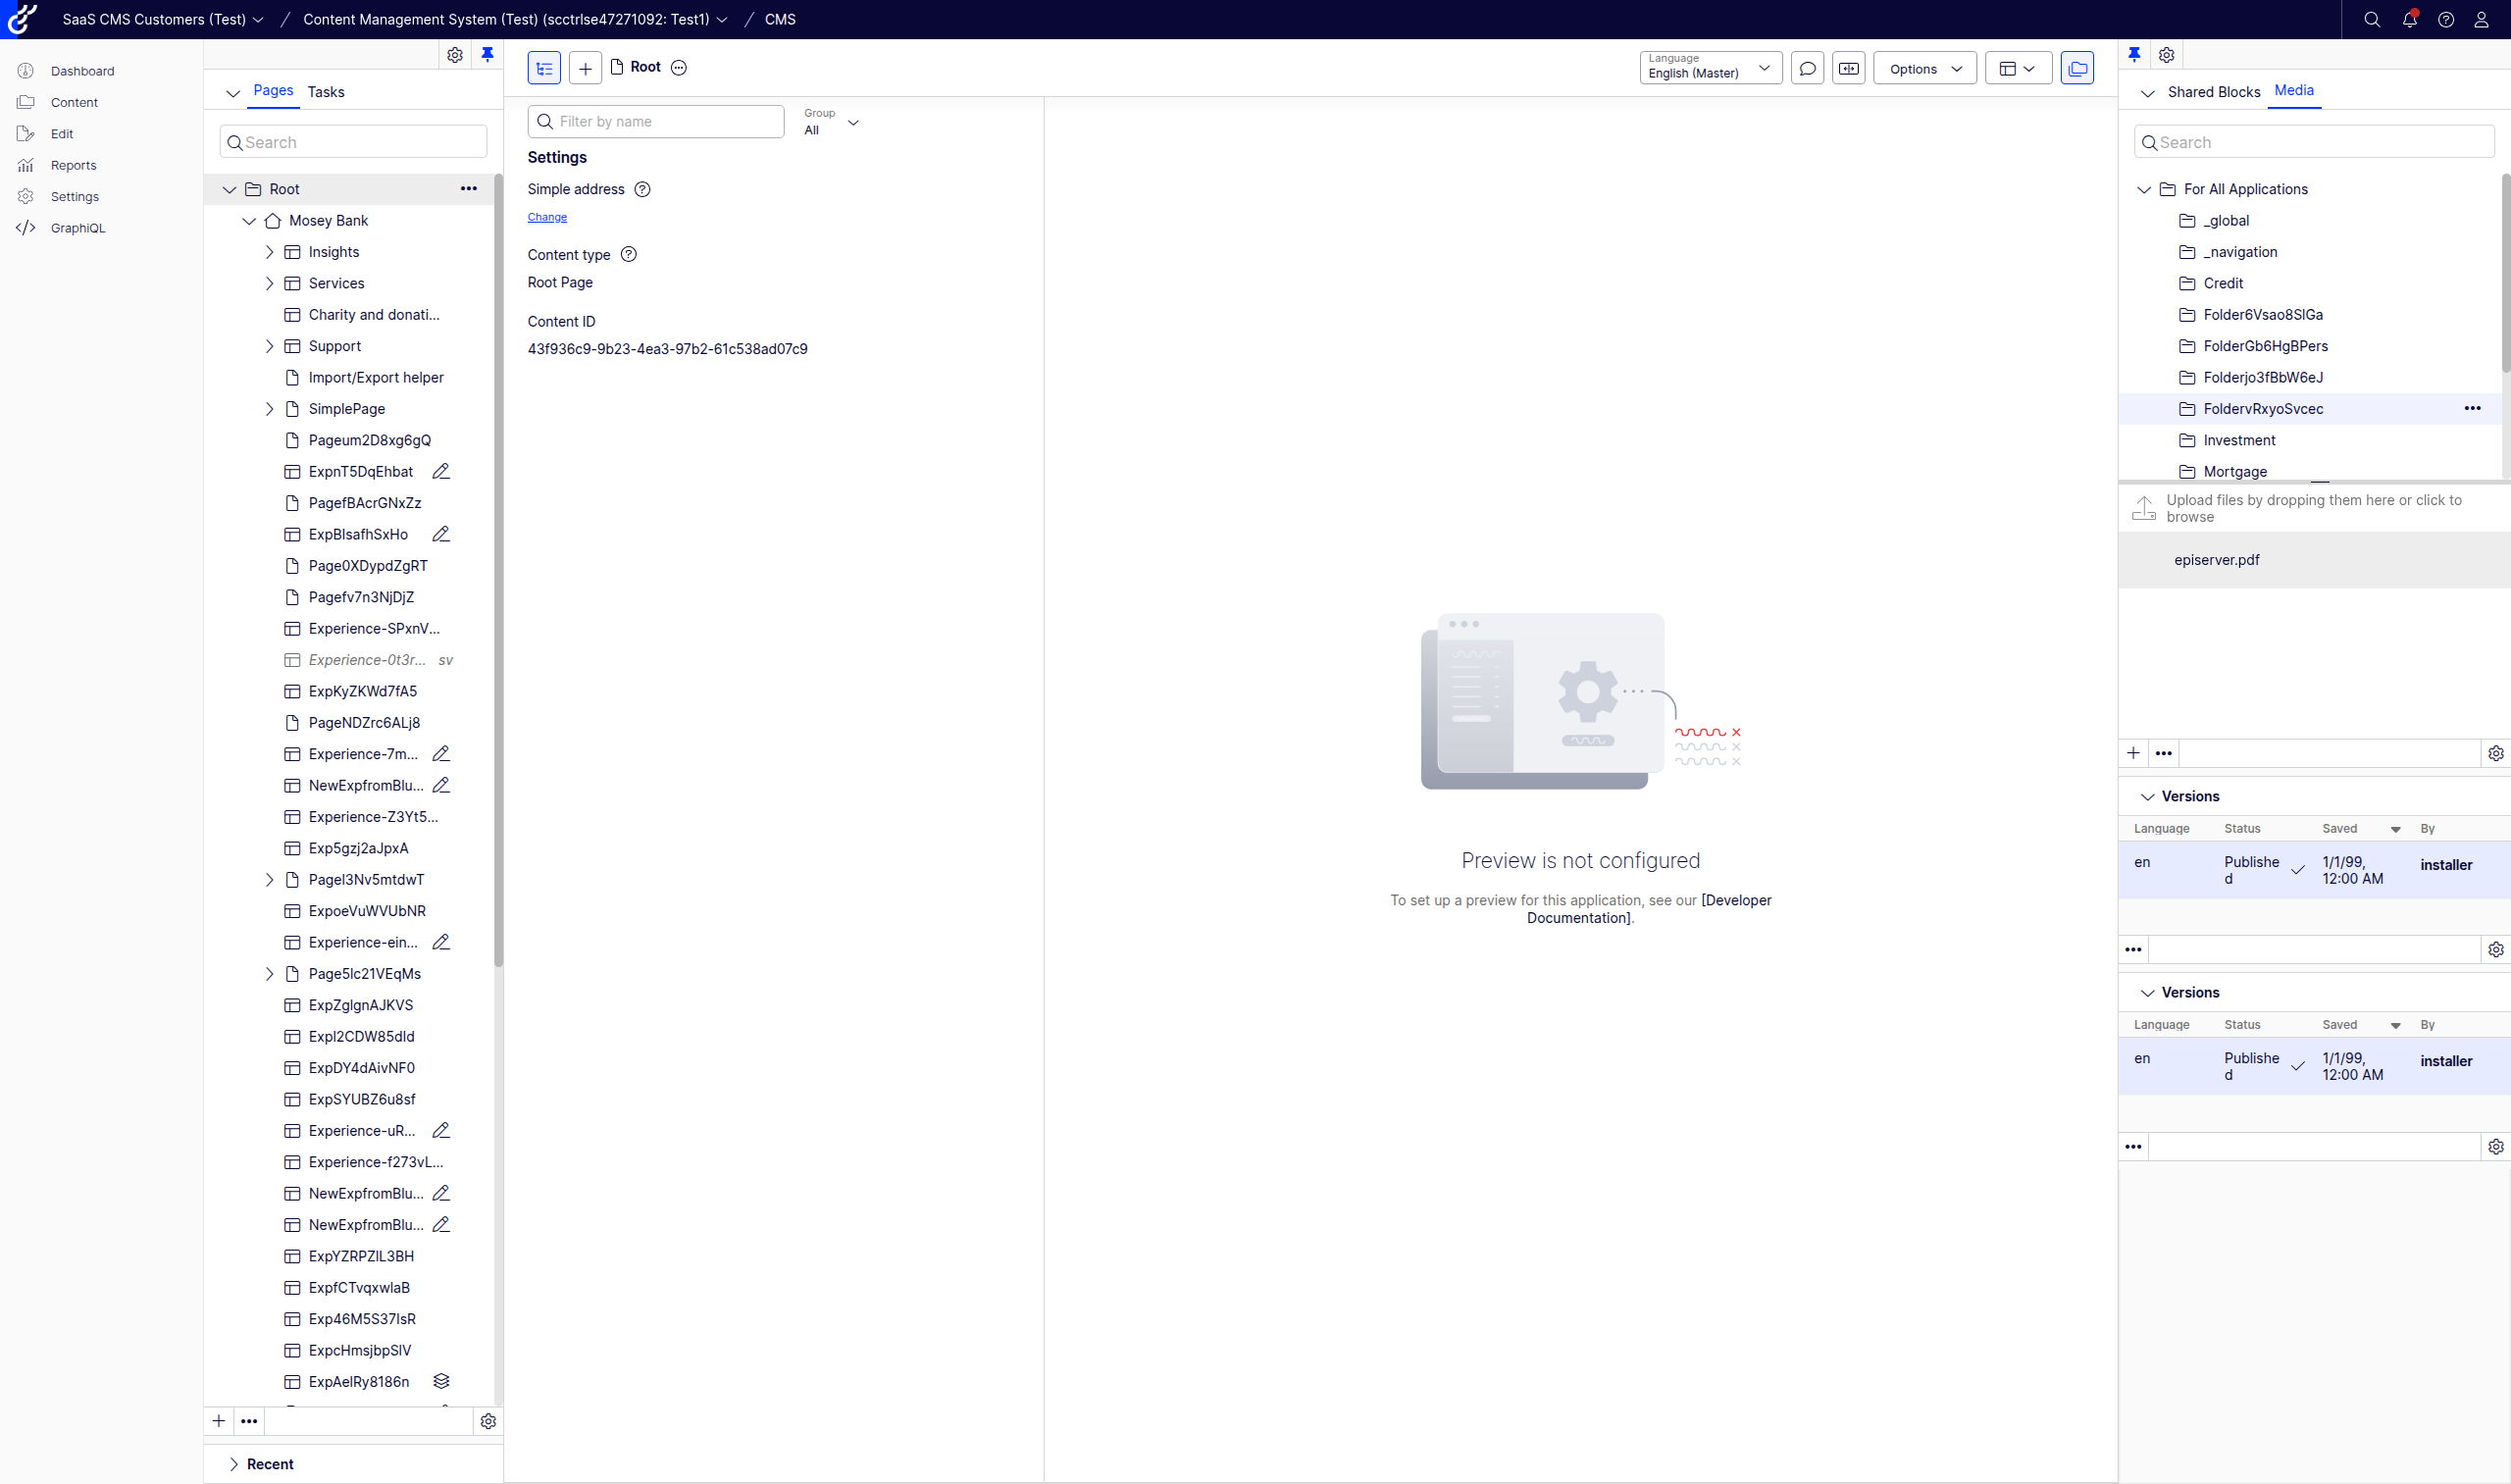 SaaS CMS Customers (Test) / Content Management System (Test) (scctrlse47271092: Test1) / CMS
Dashboard
Content
Edit
Reports
Settings
GraphiQL
Pages Tasks
Search
Root
Mosey Bank
Insights
Services
Charity and donati...
Support
Import/Export helper
SimplePage
Pageum2D8xg6gQ
ExpnT5DqEhbat
PagefBAcrGNxZz
ExpBlsafhSxHo
Page0XDypdZgRT
Pagefv7n3NjDjZ
Experience-SPxnV...
Experience-0t3r... sv
ExpKyZKWd7fA5
PageNDZrc6ALj8
Experience-7m...
NewExpfromBlu...
Experience-Z3Yt5...
Exp5gzj2aJpxA
PageI3Nv5mtdwT
ExpoeVuWVUbNR
Experience-ein...
Page5lc21VEqMs
ExpZglgnAJKVS
ExpI2CDW85dld
ExpDY4dAivNF0
ExpSYUBZ6u8sf
Experience-uR...
Experience-f273vL...
NewExpfromBlu...
NewExpfromBlu...
ExpYZRPZIL3BH
ExpfCTvqxwlaB
Exp46M5S37lsR
ExpcHmsjbpSlV
ExpAelRy8186n
Recent
Root
Language
English (Master)
Options
Filter by name
Group
All
Settings
Simple address
Change
Content type
Root Page
Content ID
43f936c9-9b23-4ea3-97b2-61c538ad07c9
Preview is not configured
To set up a preview for this application, see our [Developer
Documentation].
Shared Blocks Media
Search
For All Applications
_global
_navigation
Credit
Folder6Vsao8SlGa
FolderGb6HgBPers
Folderjo3fBbW6eJ
FoldervRxyoSvcec
Investment
Mortgage
Upload files by dropping them here or click to
browse
episerver.pdf
Versions
Language Status Saved By
en Publishe 1/1/99, installer
d 12:00 AM
Versions
Language Status Saved By
en Publishe 1/1/99, installer
d 12:00 AM